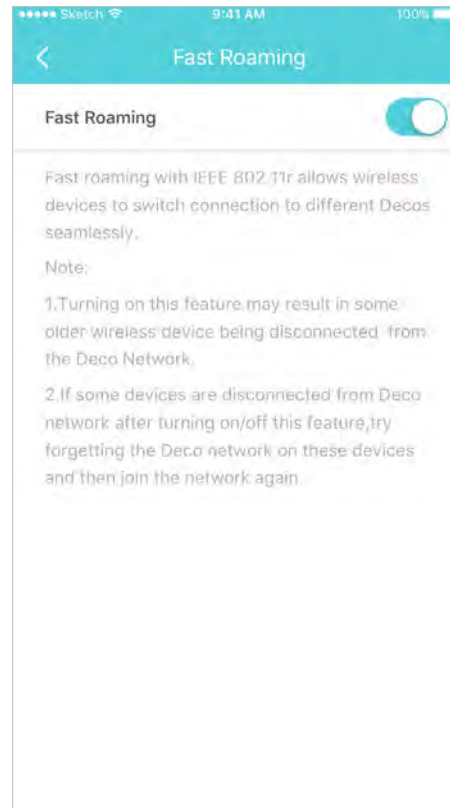 Sketch 9:41 AM 100%
Fast Roaming
Fast Roaming
Fast roaming with IEEE 802.11r allows wireless
devices to switch connection to different Decos
seamlessly.
Note:
1.Turning on this feature may result in some
older wireless device being disconnected from
the Deco Network.
2.If some devices are disconnected from Deco
network after turning on/off this feature,try
forgetting the Deco network on these devices
and then join the network again.